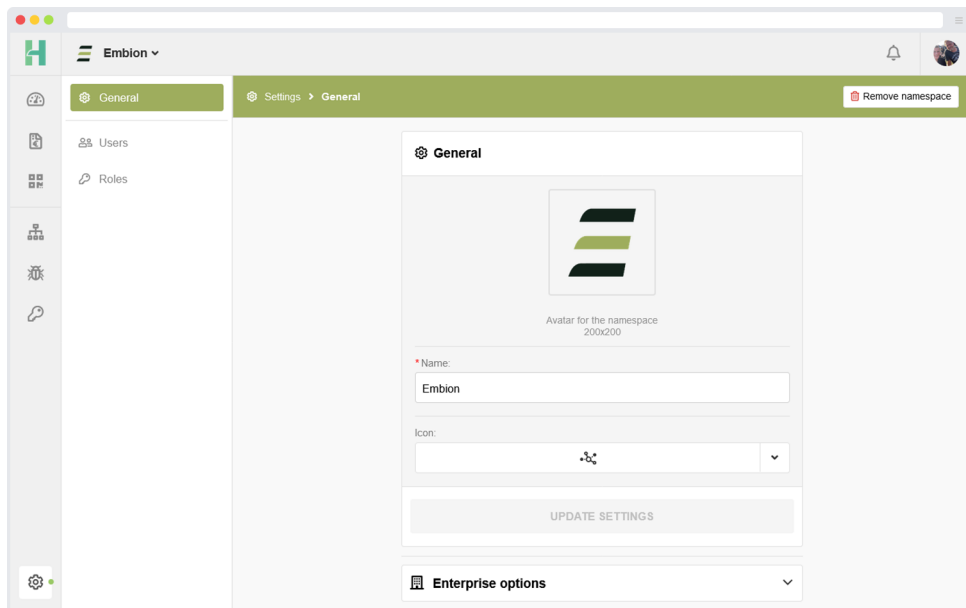 Embion
General
Users
Roles
Settings > General
Remove namespace
General
Avatar for the namespace
200x200
* Name:
Embion
Icon:
UPDATE SETTINGS
Enterprise options